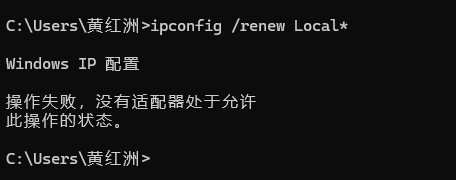 C:\Users\黄红洲>ipconfig /renew Local*
Windows IP 配置
操作失败，没有适配器处于允许
此操作的状态。
C:\Users\黄红洲>